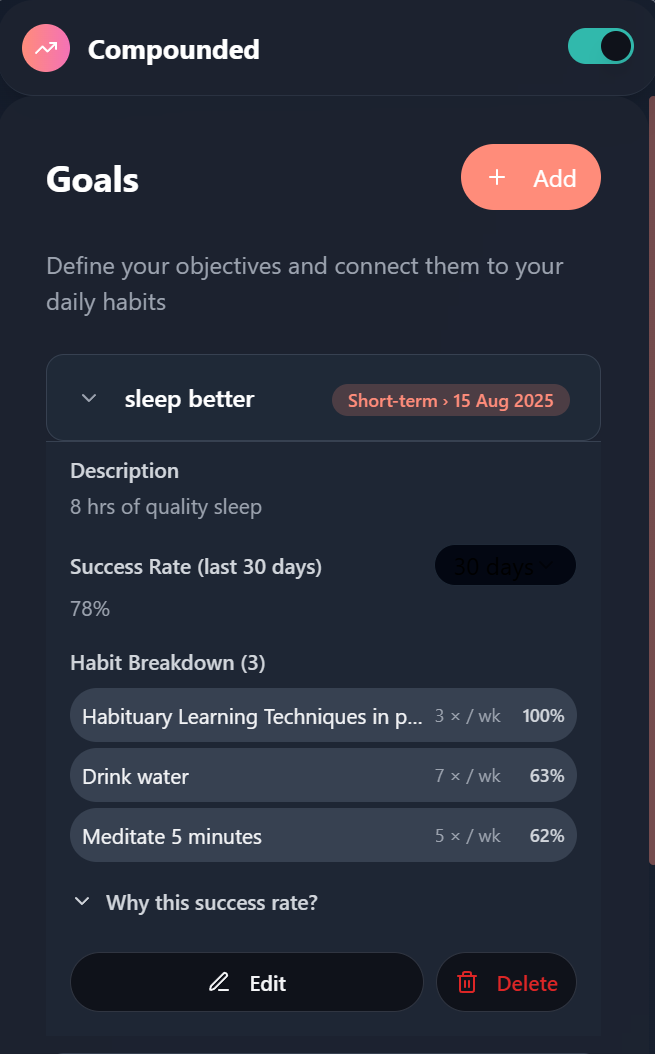 Compounded
Goals
+ Add
Define your objectives and connect them to your
daily habits
sleep better
Short-term › 15 Aug 2025
Description
8 hrs of quality sleep
Success Rate (last 30 days)
30 days
78%
Habit Breakdown (3)
Habituary Learning Techniques in p... 3 × / wk 100%
Drink water 7 × / wk 63%
Meditate 5 minutes 5 × / wk 62%
Why this success rate?
Edit Delete